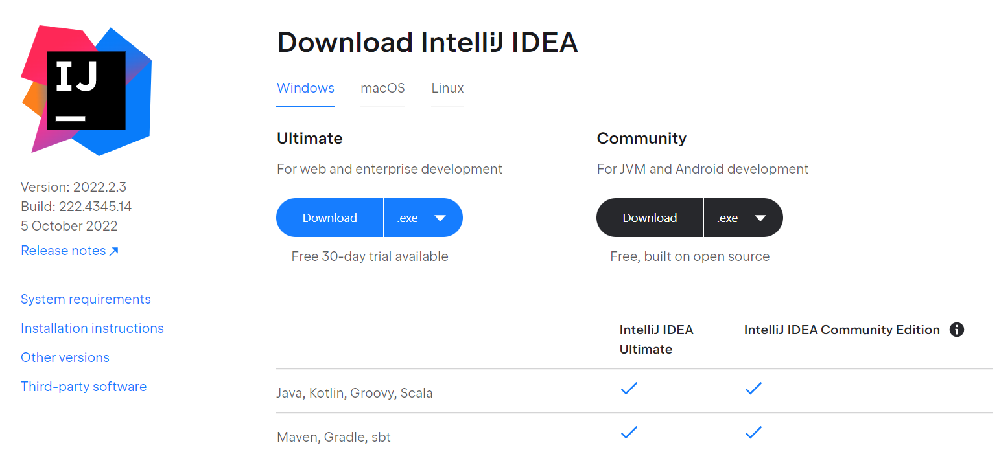 IJ
Version: 2022.2.3
Build: 222.4345.14
5 October 2022
Release notes
System requirements
Installation instructions
Other versions
Third-party software
Download IntelliJ IDEA
Windows macOS Linux
Ultimate
For web and enterprise development
Download .exe
Free 30-day trial available
Community
For JVM and Android development
Download .exe
Free, built on open source
IntelliJ IDEA
Ultimate
IntelliJ IDEA Community Edition
Java, Kotlin, Groovy, Scala
Maven, Gradle, sbt